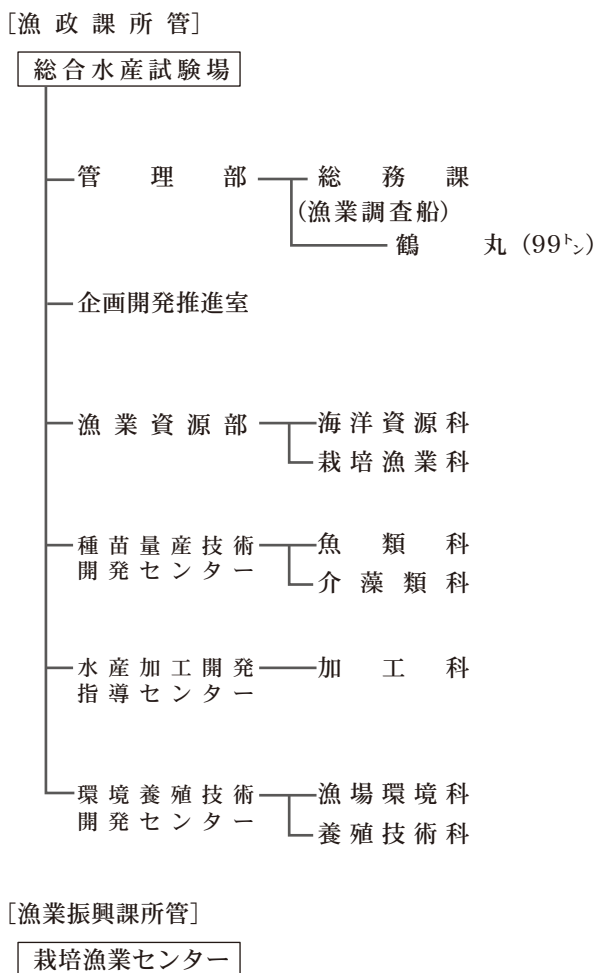 ［漁政課所管］
総合水産試験場
管理部 総務課
（漁業調査船）
鶴丸（99㌧）
企画開発推進室
漁業資源部 海洋資源科
栽培漁業科
種苗量産技術 魚類科
開発センター 介藻類科
水産加工開発 加工科
指導センター
環境養殖技術 漁場環境科
開発センター 養殖技術科
［漁業振興課所管］
栽培漁業センター